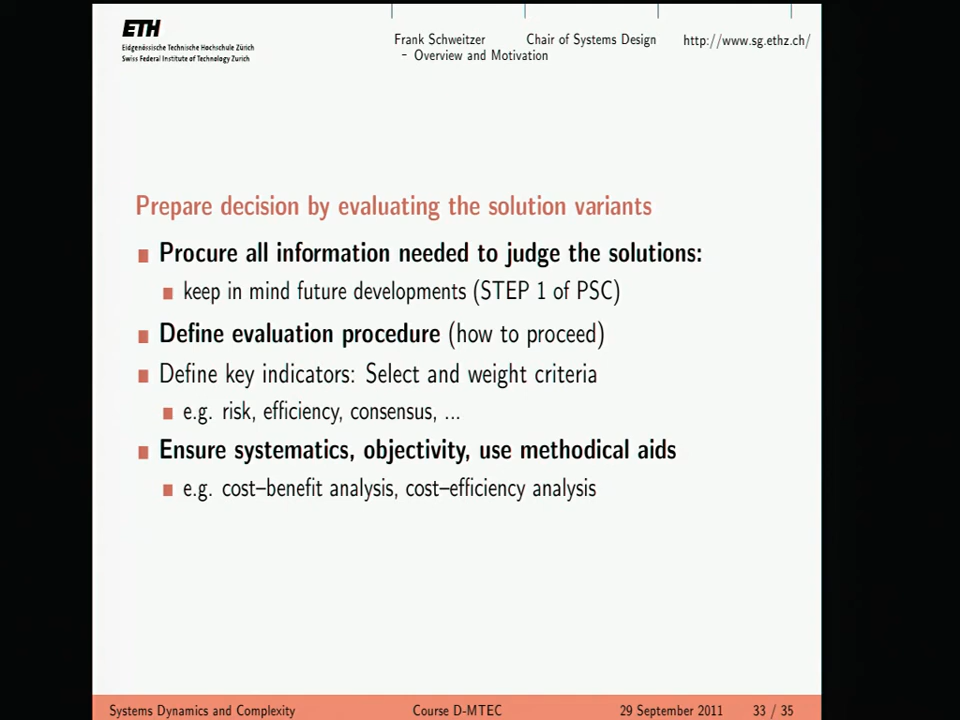 ETH
Eidgenössische Technische Hochschule Zürich
Swiss Federal Institute of Technology Zurich
Frank Schweitzer Chair of Systems Design http://www.sg.ethz.ch/
– Overview and Motivation
Prepare decision by evaluating the solution variants
Procure all information needed to judge the solutions:
keep in mind future developments (STEP 1 of PSC)
Define evaluation procedure (how to proceed)
Define key indicators: Select and weight criteria
e.g. risk, efficiency, consensus, ...
Ensure systematics, objectivity, use methodical aids
e.g. cost–benefit analysis, cost–efficiency analysis
Systems Dynamics and Complexity Course D-MTEC 29 September 2011 33 / 35